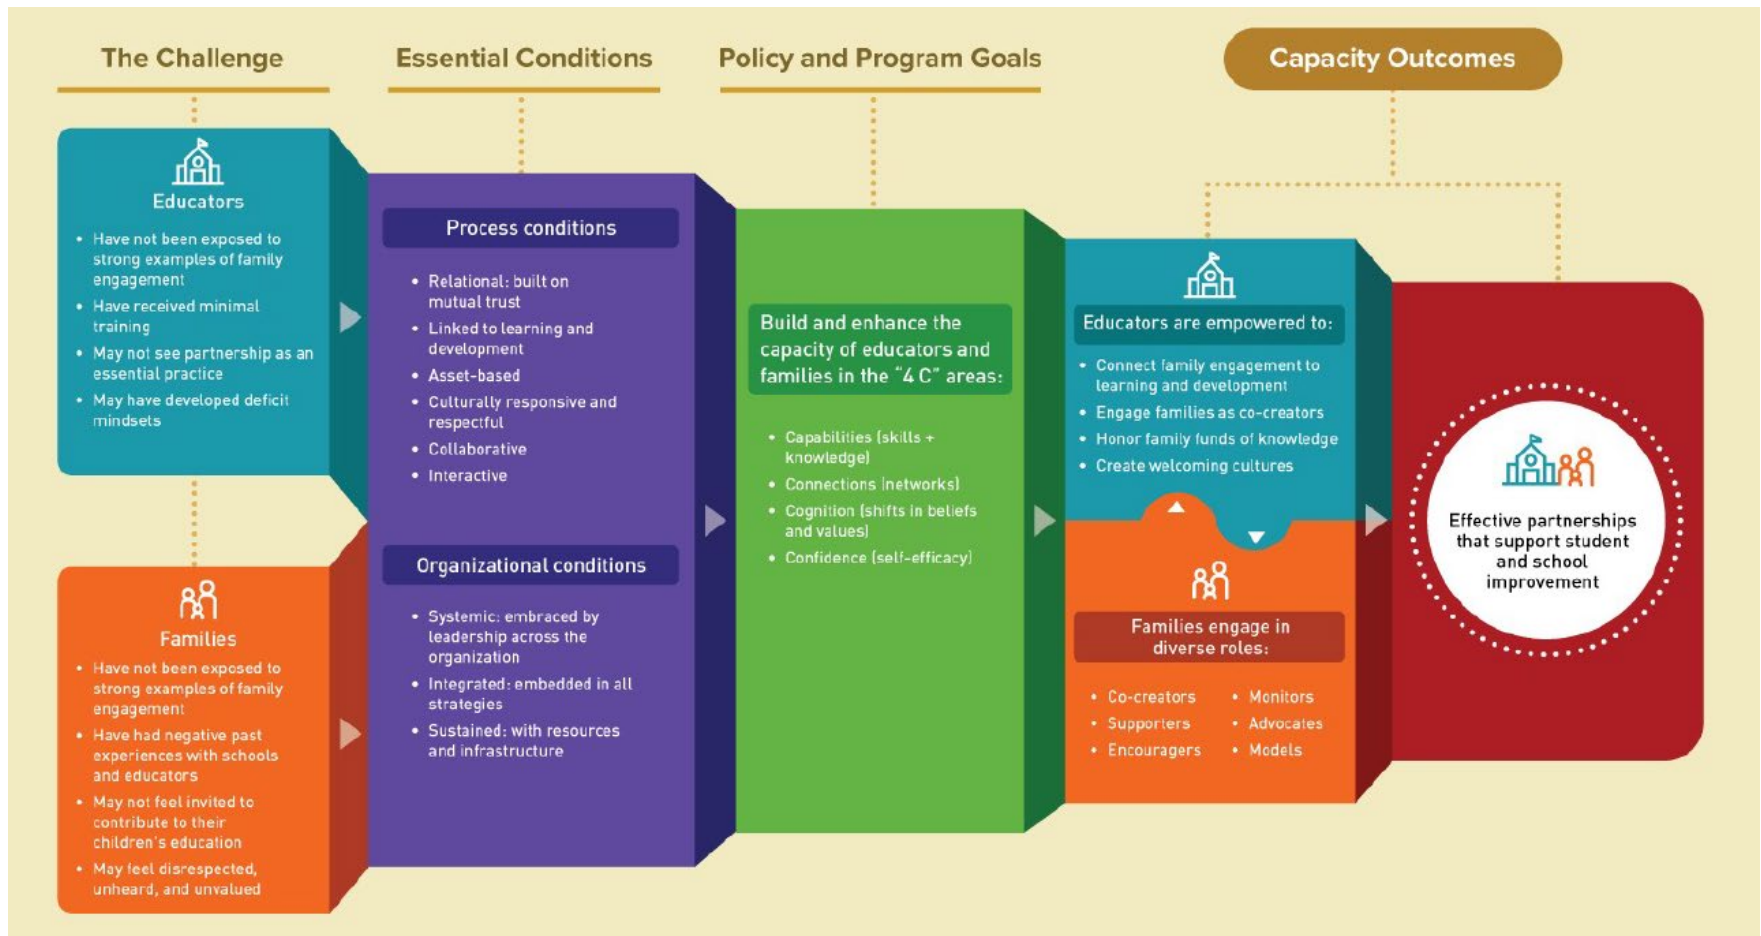 The Challenge
Educators
• Have not been exposed to
strong examples of family
engagement
• Have received minimal
training
• May not see partnership as an
essential practice
• May have developed deficit
mindsets
Families
• Have not been exposed to
strong examples of family
engagement
• Have had negative past
experiences with schools
and educators
• May not feel invited to
contribute to their
children's education
• May feel disrespected,
unheard, and unvalued
Essential Conditions
Process conditions
• Relational: built on
mutual trust
• Linked to learning and
development
• Asset-based
• Culturally responsive and
respectful
• Collaborative
• Interactive
Organizational conditions
• Systemic: embraced by
leadership across the
organization
• Integrated: embedded in all
strategies
• Sustained: with resources
and infrastructure
Policy and Program Goals
Build and enhance the
capacity of educators and
families in the "4 C" areas:
• Capabilities (skills +
knowledge)
• Connections (networks)
• Cognition (shifts in beliefs
and values)
• Confidence (self-efficacy)
Capacity Outcomes
Educators are empowered to:
• Connect family engagement to
learning and development
• Engage families as co-creators
• Honor family funds of knowledge
• Create welcoming cultures
Families engage in
diverse roles:
• Co-creators
• Supporters
• Encouragers
• Monitors
• Advocates
• Models
Effective partnerships
that support student
and school
improvement